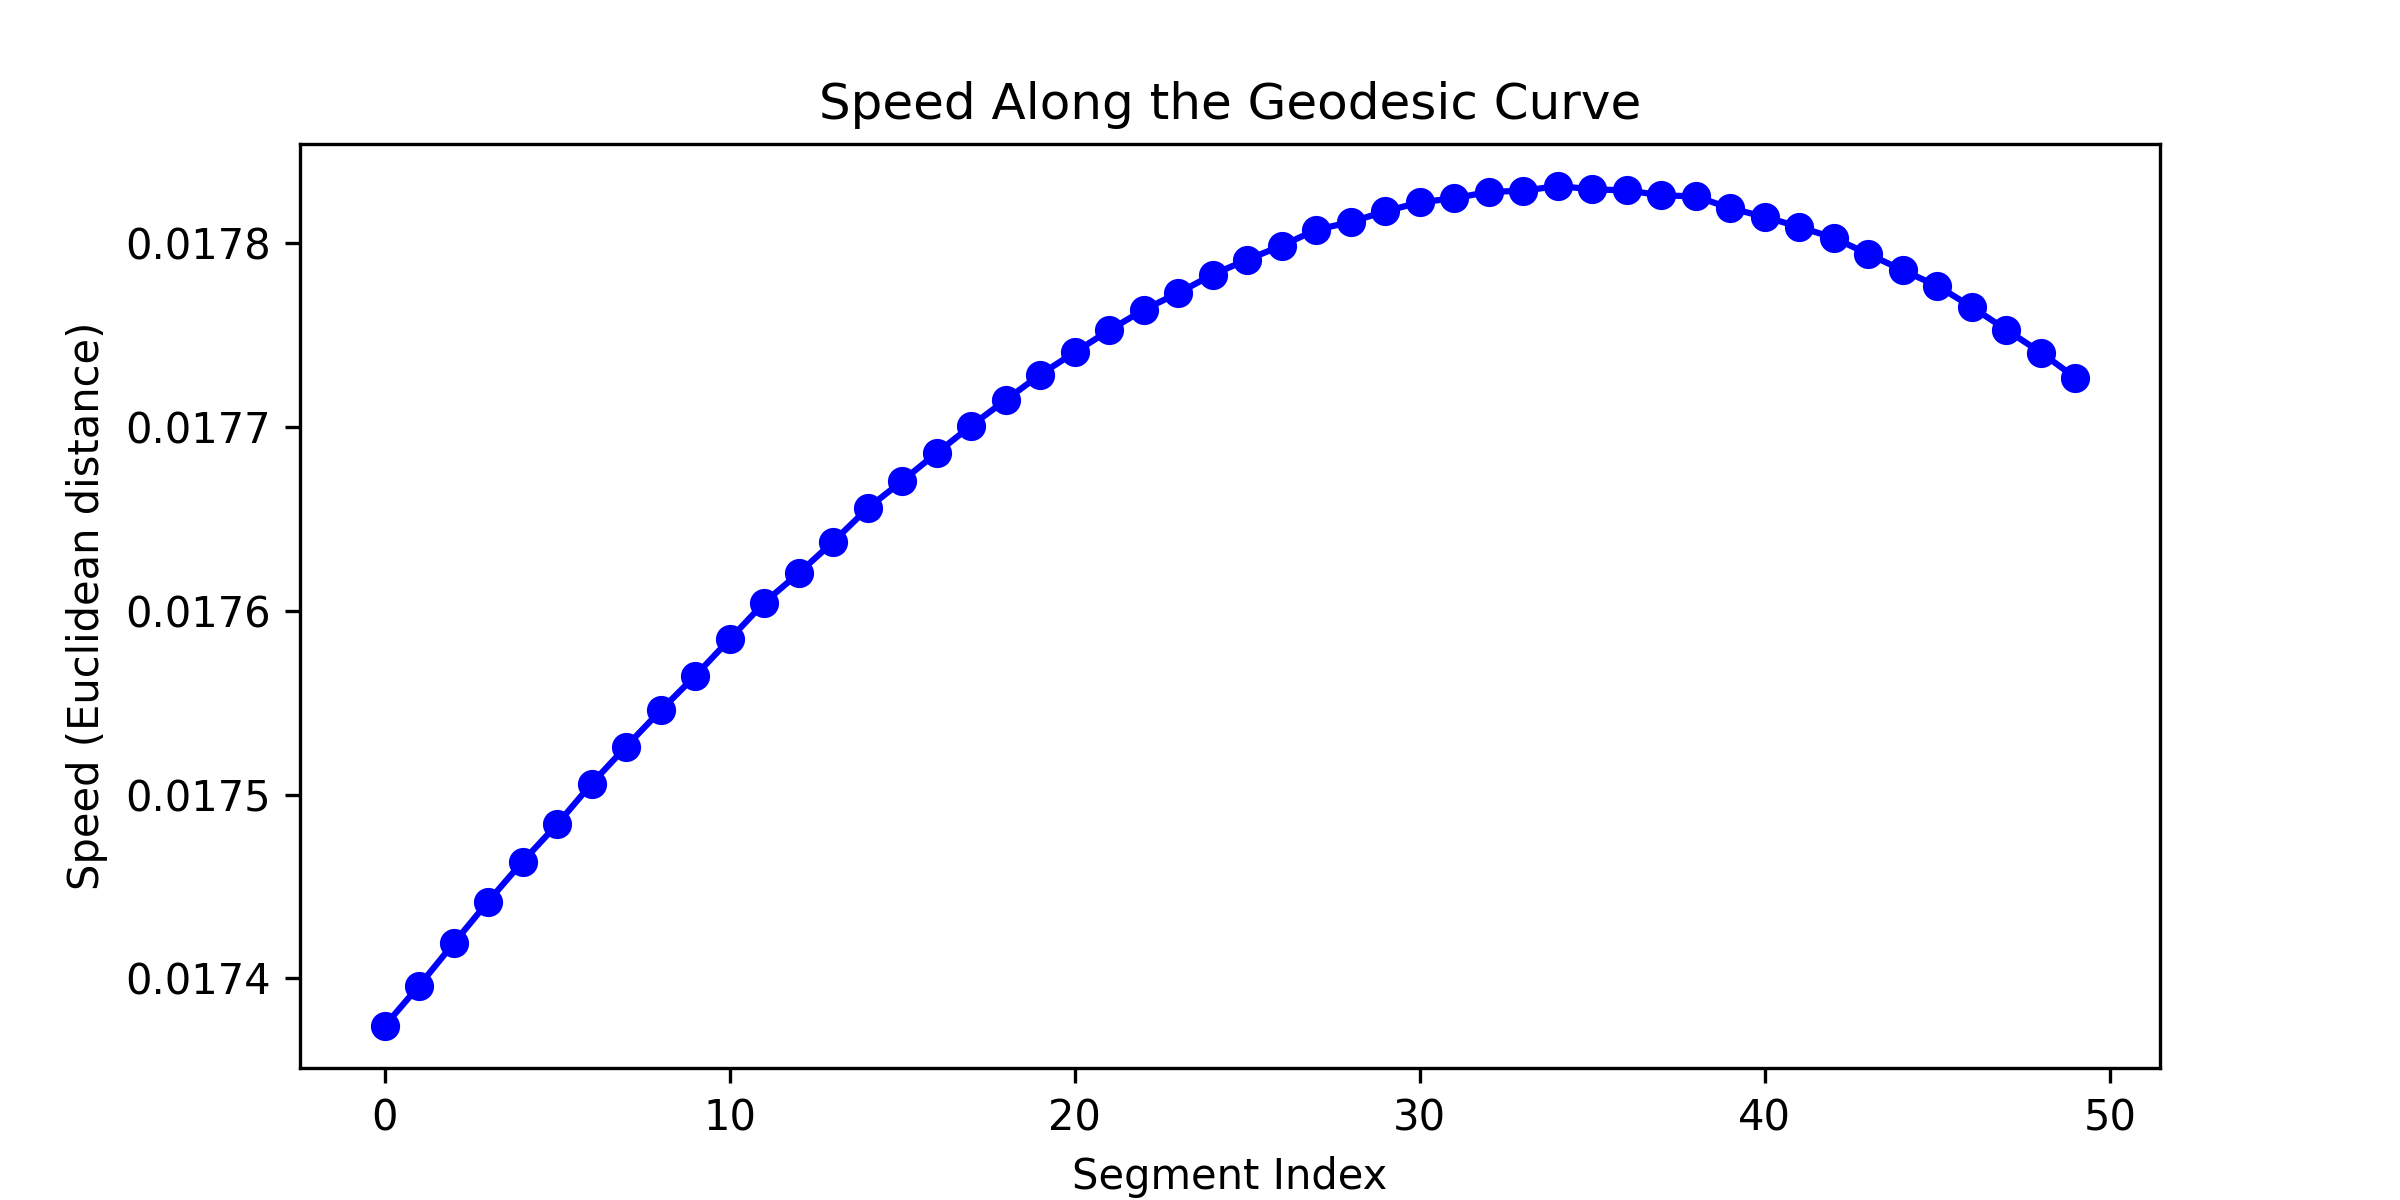 Speed Along the Geodesic Curve
Speed (Euclidean distance)
0.0178
0.0177
0.0176
0.0175
0.0174
0 10 20 30 40 50
Segment Index